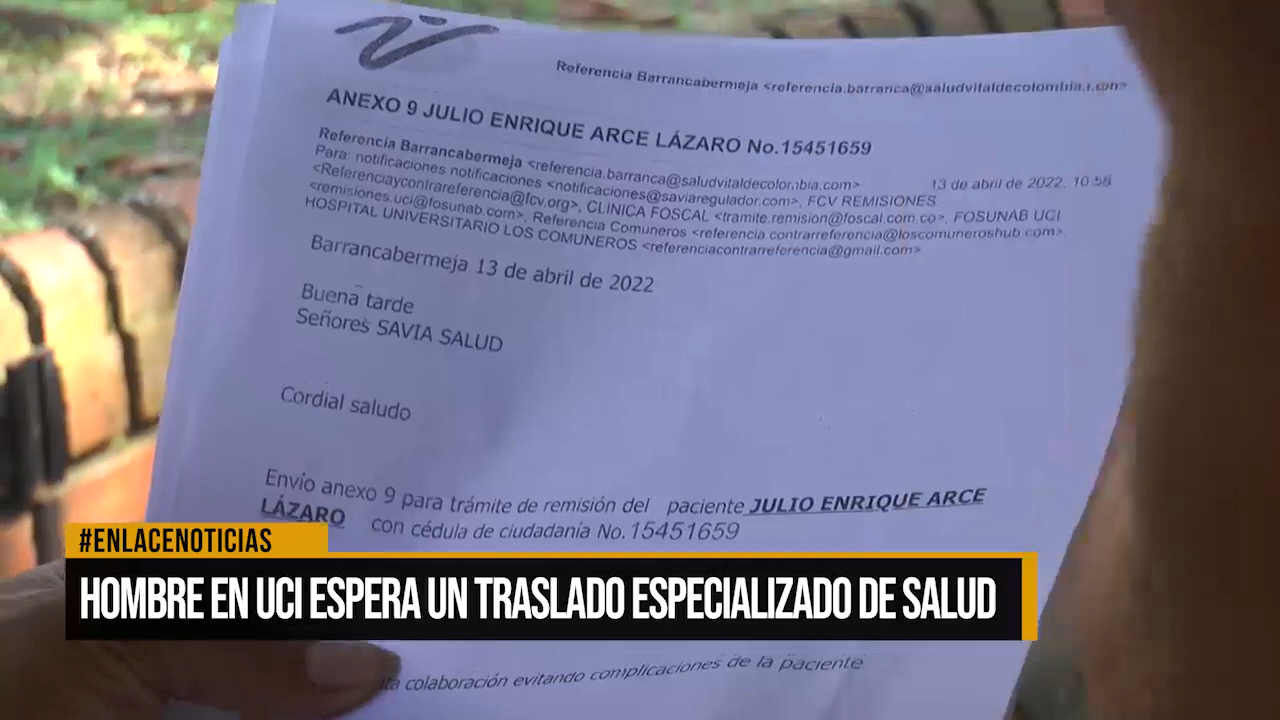 Referencia Barrancabermeja <referencia.barranca@saludvitaldecolombia.com>
ANEXO 9 JULIO ENRIQUE ARCE LÁZARO No.15451659
Referencia Barrancabermeja <referencia.barranca@saludvitaldecolombia.com>
13 de abril de 2022, 10:58
Para: notificaciones notificaciones <notificaciones@saviaregulador.com>, FCV REMISIONES
<Referenciaycontrareferencia@fcv.org>, CLINICA FOSCAL <tramite.remision@foscal.com.co>, FOSUNAB UCI
<remisiones.uci@fosunab.com>, Referencia Comuneros <referencia.contrarreferencia@loscomuneroshub.com>,
HOSPITAL UNIVERSITARIO LOS COMUNEROS <referenciacontrarreferencia@gmail.com>
Barrancabermeja 13 de abril de 2022
Buena tarde
Señores SAVIA SALUD
Cordial saludo
Envío anexo 9 para trámite de remisión del paciente JULIO ENRIQUE ARCE
LÁZARO con cédula de ciudadanía No.15451659
#ENLACENOTICIAS
HOMBRE EN UCI ESPERA UN TRASLADO ESPECIALIZADO DE SALUD
colaboración evitando complicaciones de la paciente